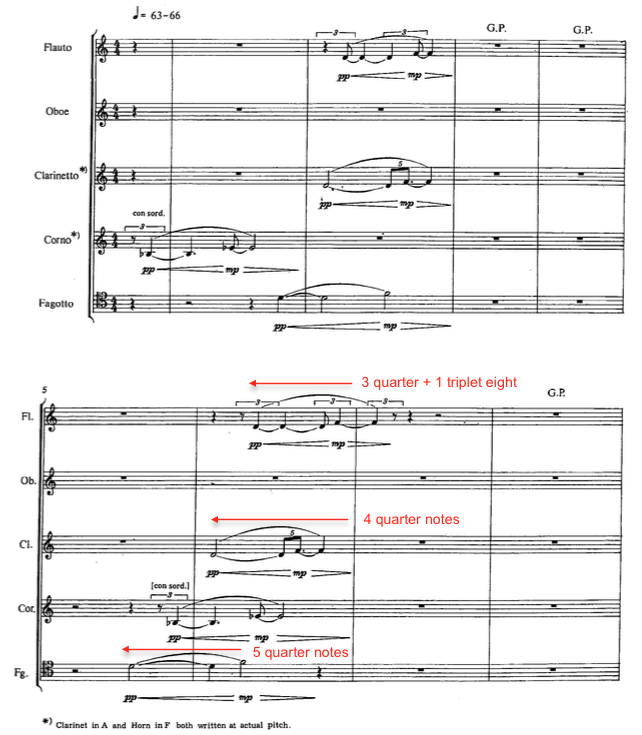 ♩= 63-66
G.P. G.P.
Flauto 3 3
pp mp
Oboe
Clarinetto*) 5
pp mp
con sord.
3
Corno*)
pp mp
Fagotto
pp mp
3 quarter + 1 triplet eight
5 G.P.
Fl. 3 3 3 3
pp mp
Ob.
4 quarter notes
Cl. 5
pp mp
[con sord.]
3
Cor.
pp mp
5 quarter notes
Fg.
pp mp
*) Clarinet in A and Horn in F both written at actual pitch.